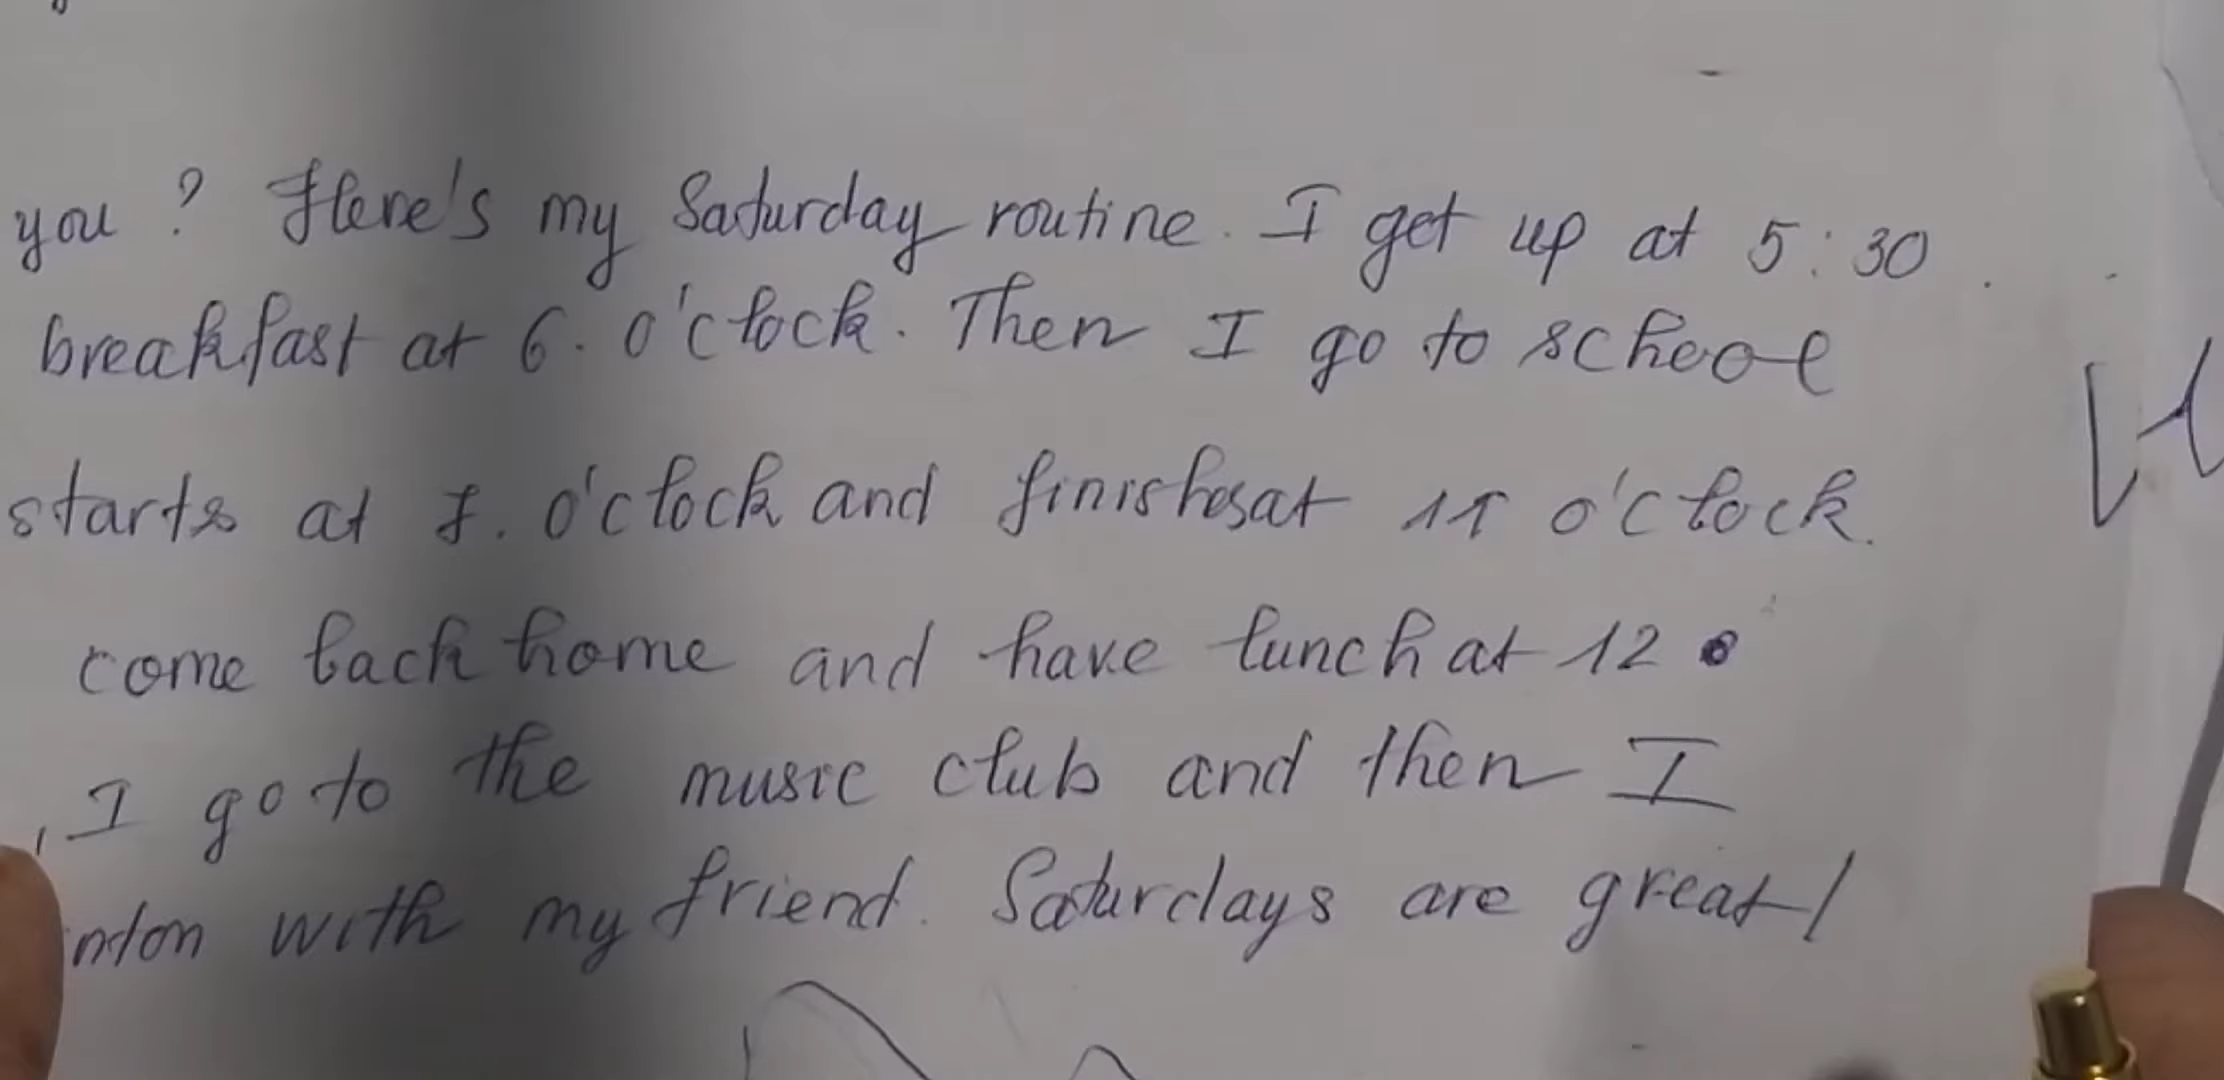 you? Here's my Saturday routine. I get up at 5:30.
breakfast at 6. o'clock. Then I go to school
starts at 7. o'clock and finishesat 11 o'clock.
come back home and have lunch at 12
, I go to the music club and then I
inton with my friend. Saturdays are great!